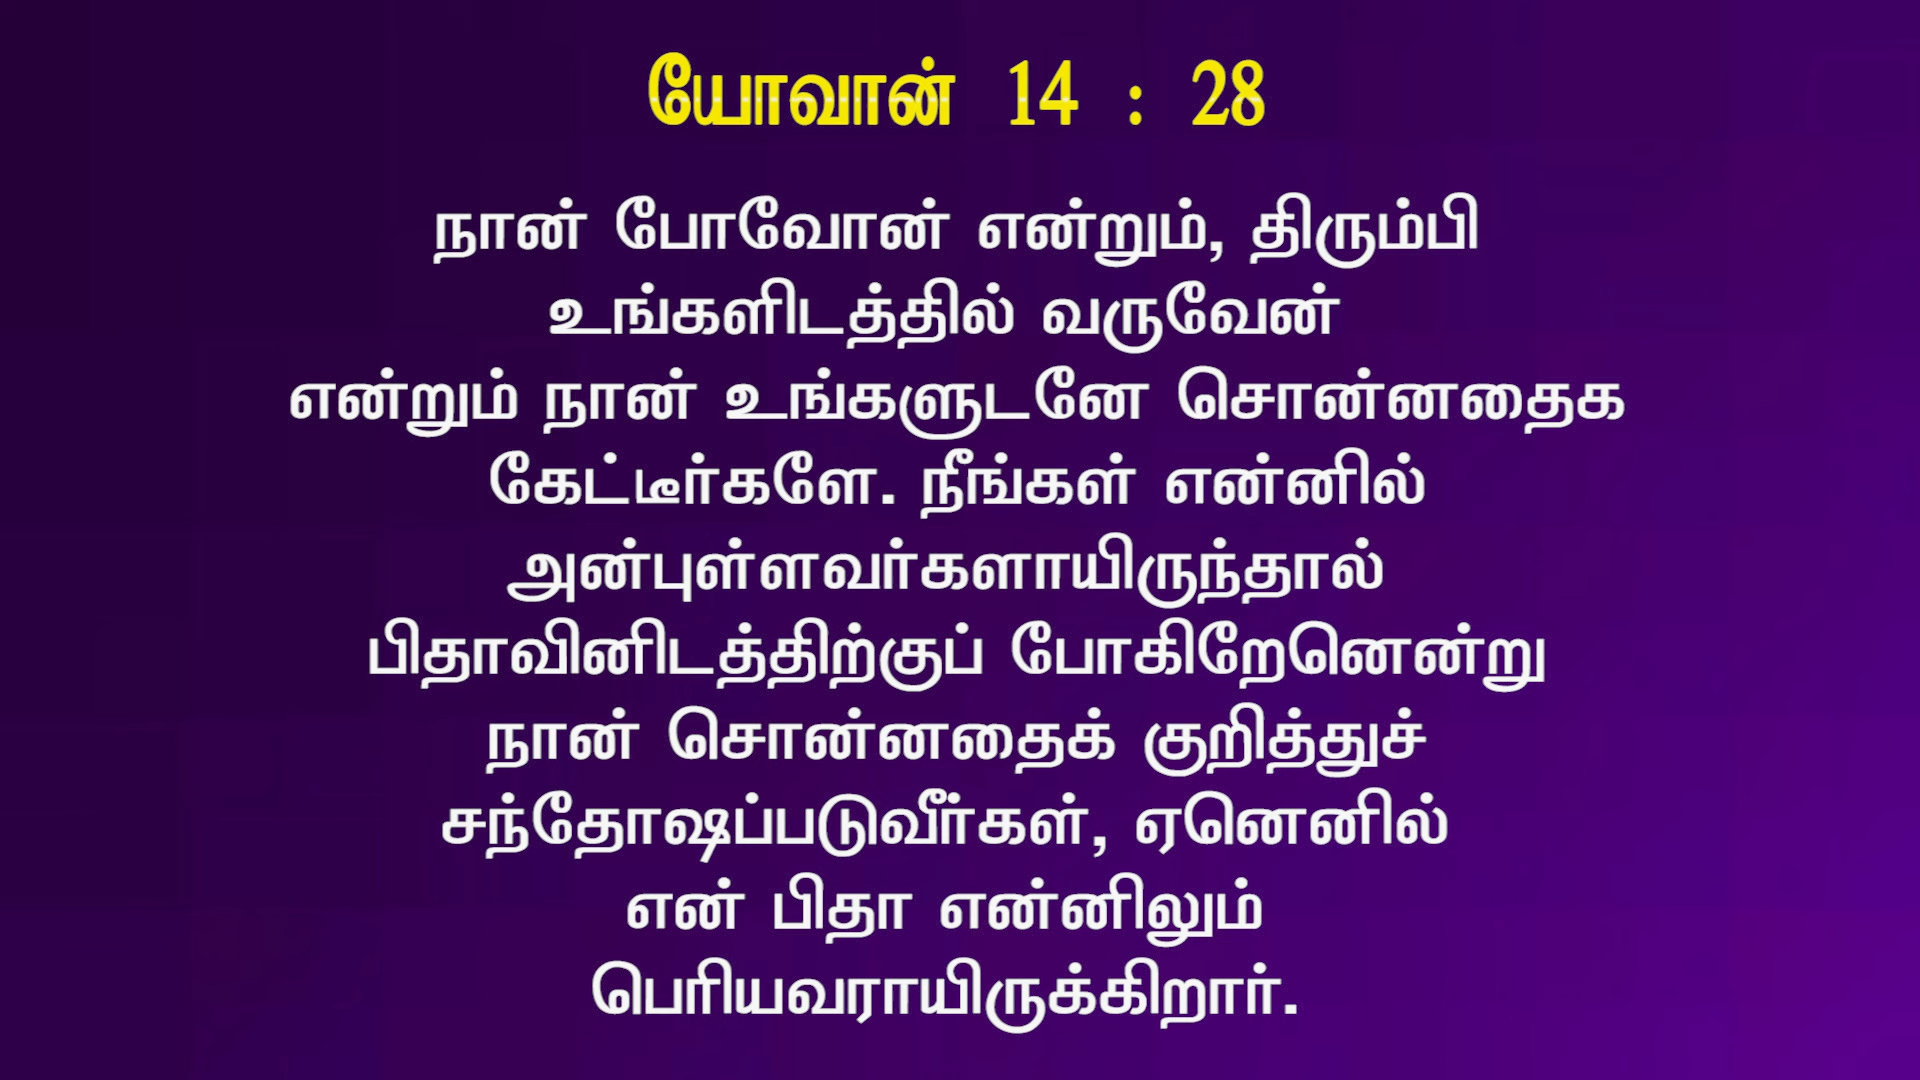 யோவான் 14 : 28
நான் போவோன் என்றும், திரும்பி
உங்களிடத்தில் வருவேன்
என்றும் நான் உங்களுடனே சொன்னதைக
கேட்டீர்களே. நீங்கள் என்னில்
அன்புள்ளவர்களாயிருந்தால்
பிதாவினிடத்திற்குப் போகிறேனென்று
நான் சொன்னதைக் குறித்துச்
சந்தோஷப்படுவீர்கள், ஏனெனில்
என் பிதா என்னிலும்
பெரியவராயிருக்கிறார்.